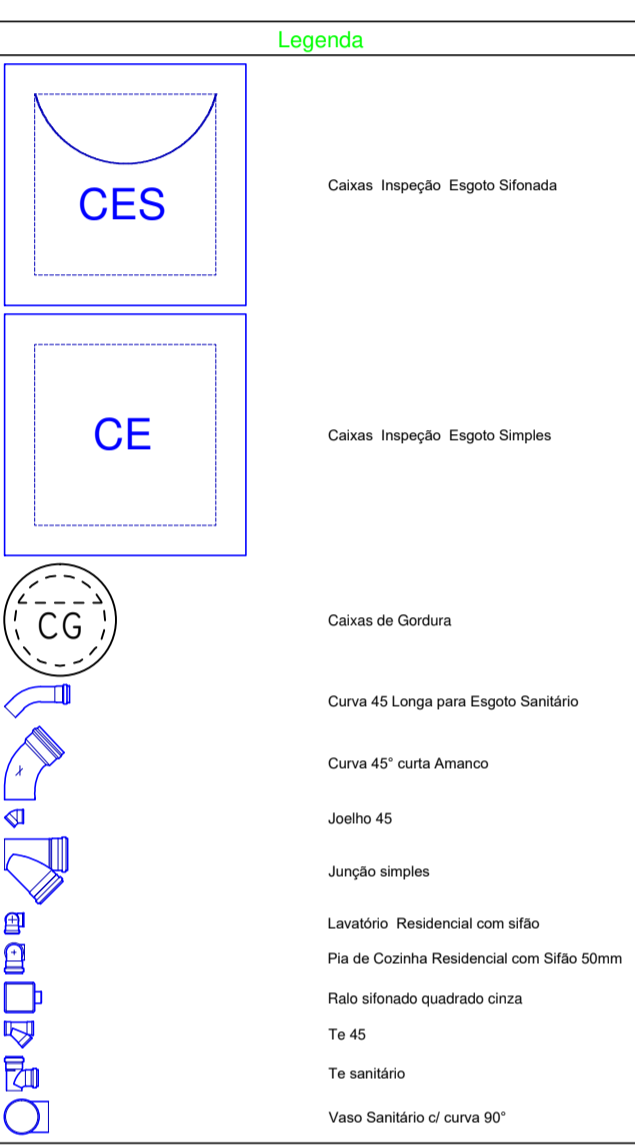 Legenda
CES
Caixas Inspeção Esgoto Sifonada
CE
Caixas Inspeção Esgoto Simples
CG
Caixas de Gordura
Curva 45 Longa para Esgoto Sanitário
Curva 45° curta Amanco
Joelho 45
Junção simples
Lavatório Residencial com sifão
Pia de Cozinha Residencial com Sifão 50mm
Ralo sifonado quadrado cinza
Te 45
Te sanitário
Vaso Sanitário c/ curva 90°